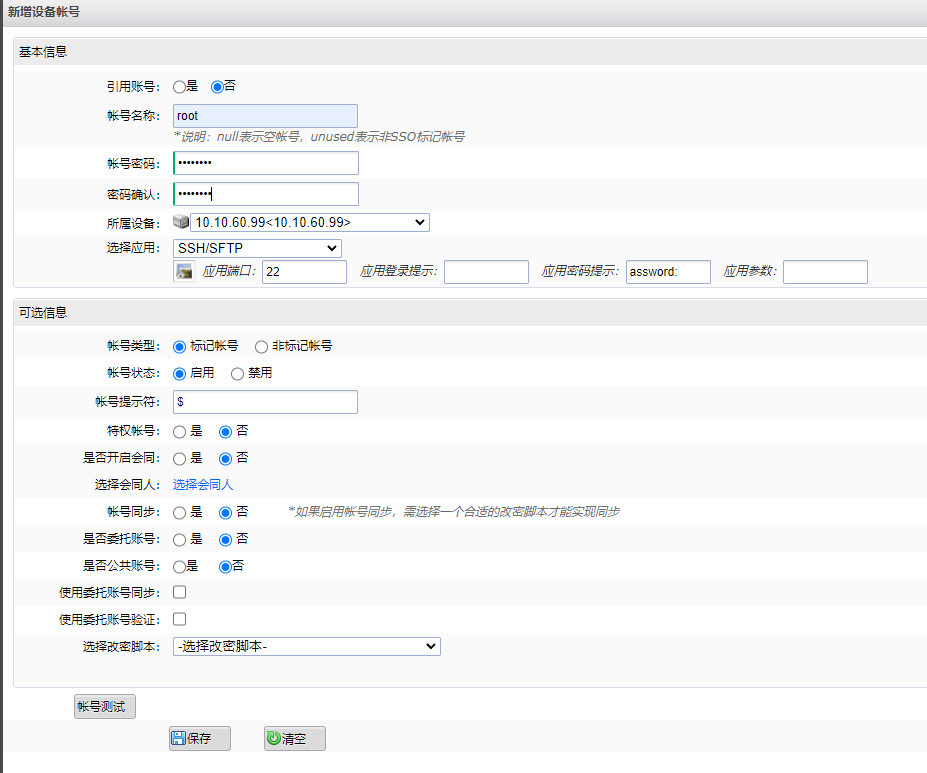 新增设备帐号
基本信息
引用账号： 是 否
帐号名称： root
*说明：null表示空帐号，unused表示非SSO标记帐号
帐号密码： ••••••••
密码确认： ••••••••
所属设备： 10.10.60.99<10.10.60.99>
选择应用： SSH/SFTP
应用端口： 22 应用登录提示： 应用密码提示： assword: 应用参数：
可选信息
帐号类型： 标记帐号 非标记帐号
帐号状态： 启用 禁用
帐号提示符： $
特权帐号： 是 否
是否开启会同： 是 否
选择会同人： 选择会同人
帐号同步： 是 否 *如果启用帐号同步，需选择一个合适的改密脚本才能实现同步
是否委托账号： 是 否
是否公共账号： 是 否
使用委托账号同步：
使用委托账号验证：
选择改密脚本： -选择改密脚本-
帐号测试
保存 清空